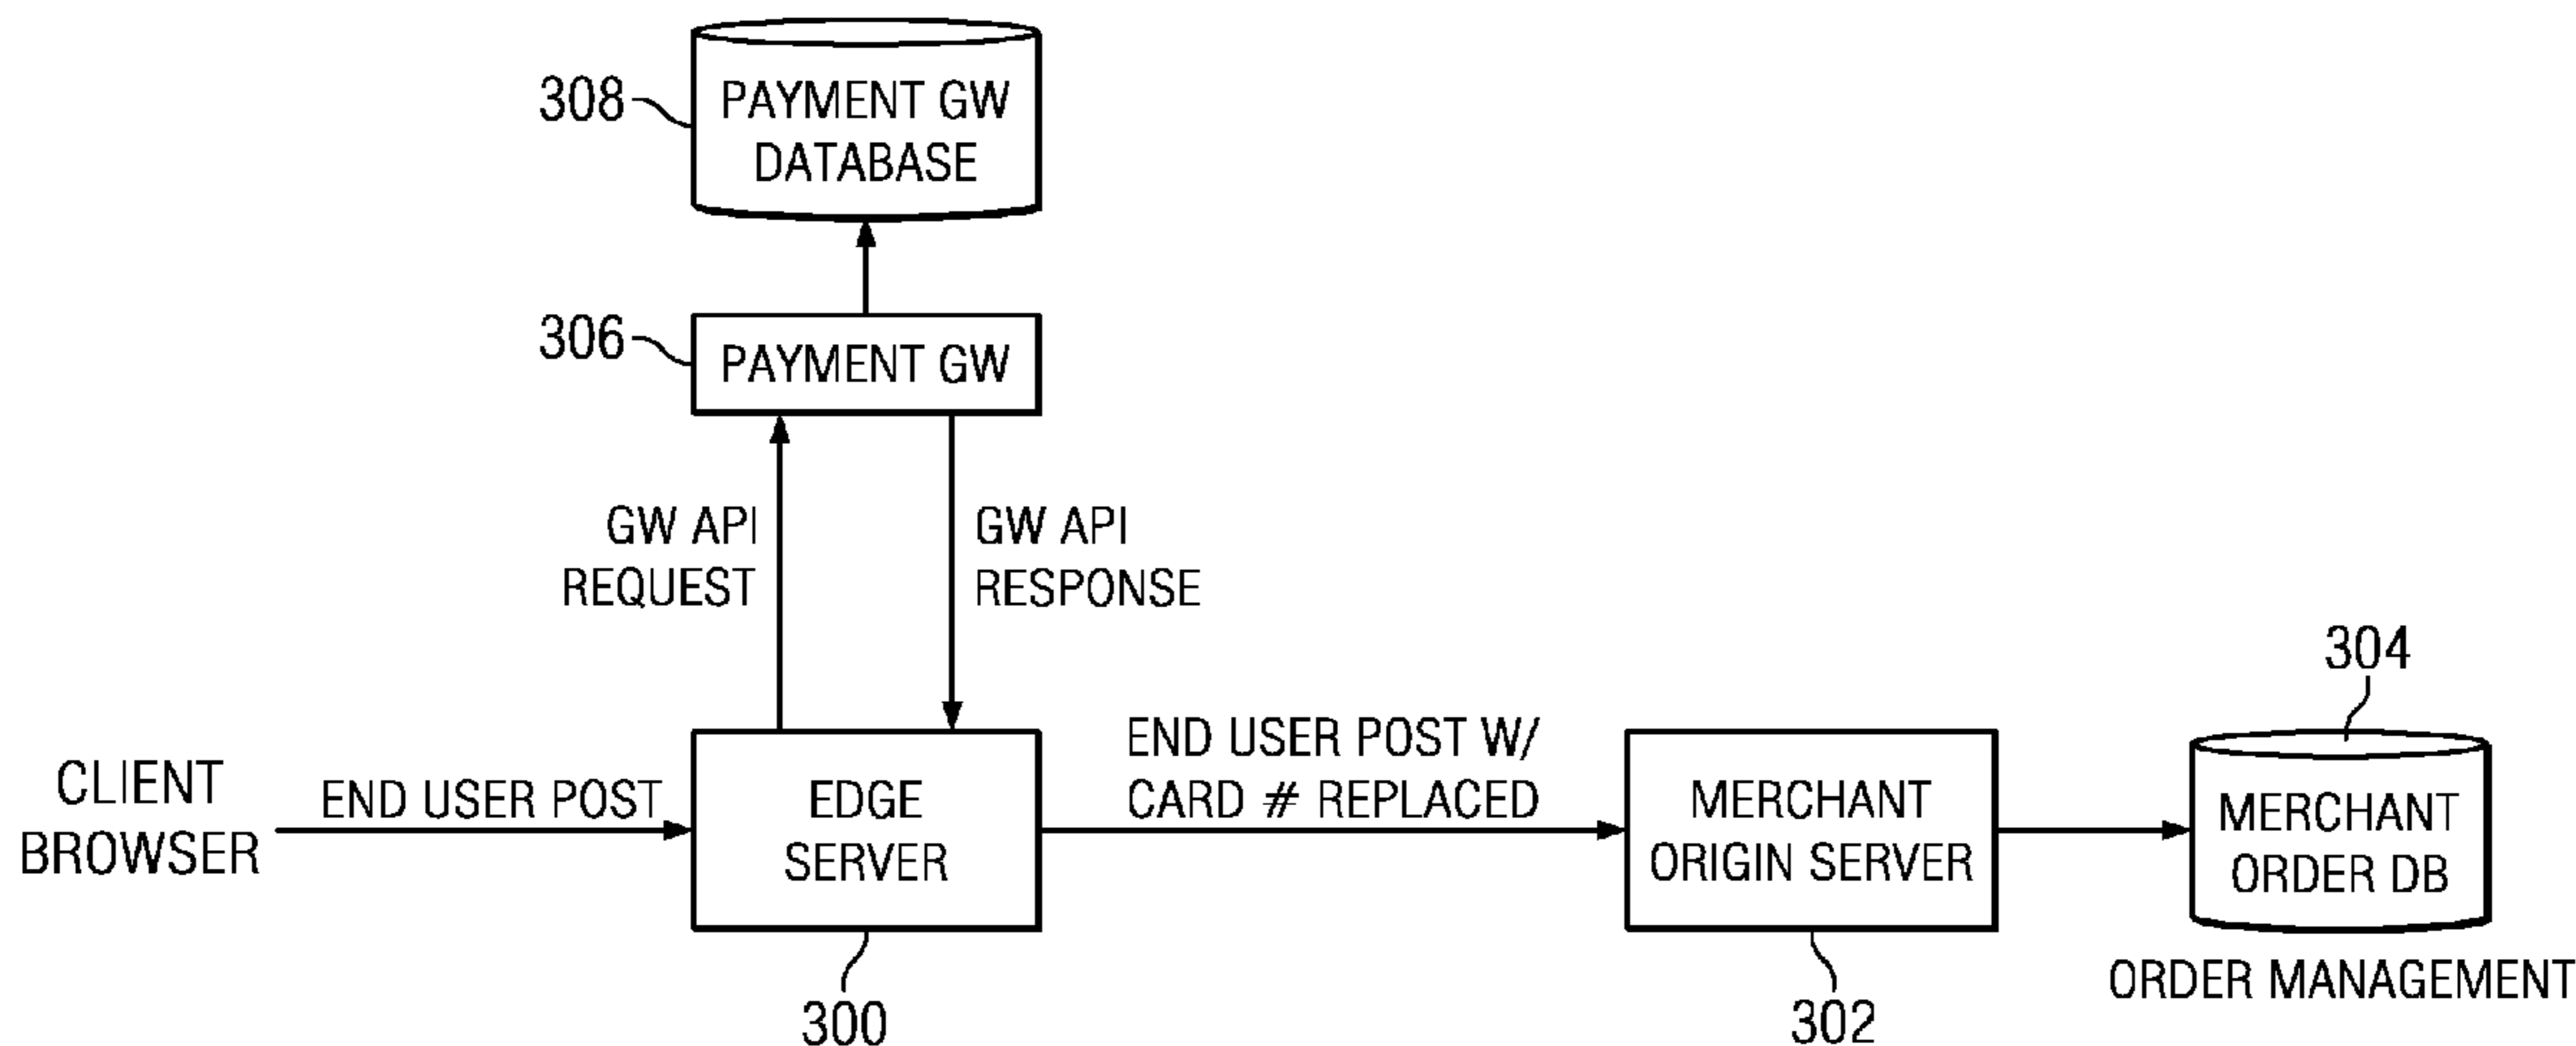 308
PAYMENT GW
DATABASE
306
PAYMENT GW
GW API
REQUEST
GW API
RESPONSE
304
CLIENT
BROWSER
END USER POST
EDGE
SERVER
END USER POST W/
CARD # REPLACED
MERCHANT
ORIGIN SERVER
MERCHANT
ORDER DB
ORDER MANAGEMENT
300
302